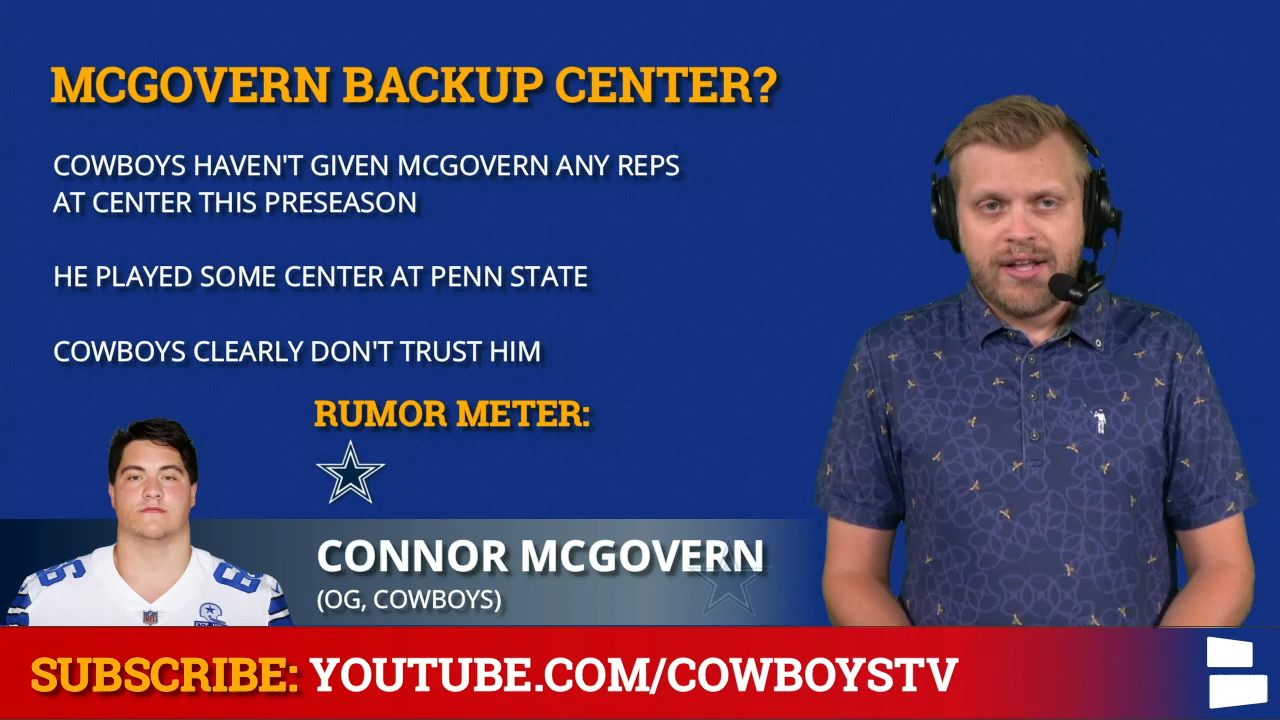 MCGOVERN BACKUP CENTER?
COWBOYS HAVEN'T GIVEN MCGOVERN ANY REPS
AT CENTER THIS PRESEASON
HE PLAYED SOME CENTER AT PENN STATE
COWBOYS CLEARLY DON'T TRUST HIM
RUMOR METER:
CONNOR MCGOVERN
(OG, COWBOYS)
SUBSCRIBE: YOUTUBE.COM/COWBOYSTV